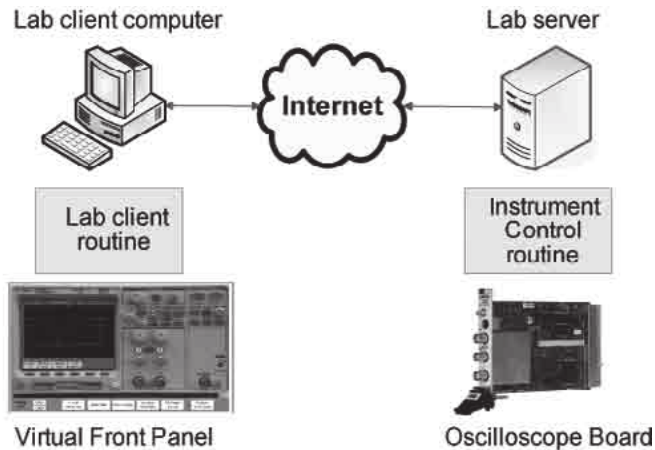 Lab client computer
Lab server
Internet
Lab client
routine
Instrument
Control
routine
Virtual Front Panel
Oscilloscope Board